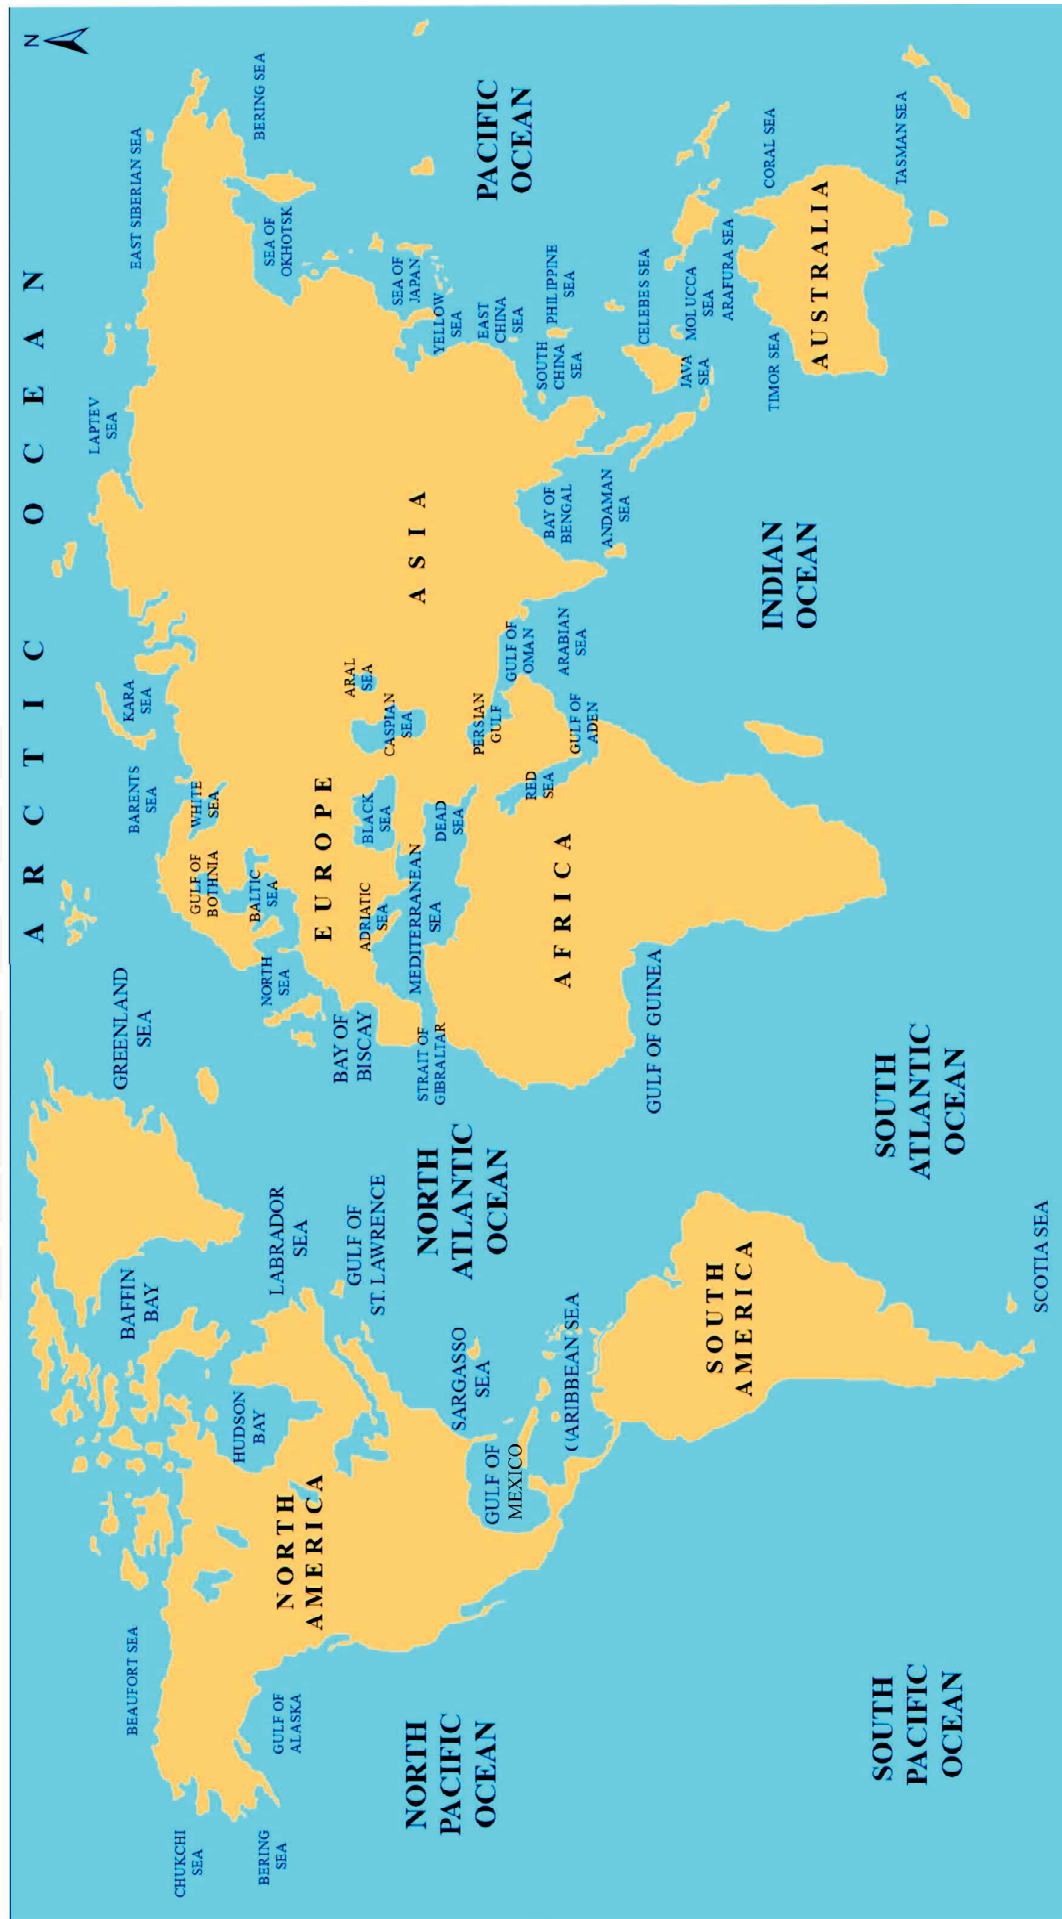 N
ARCTIC OCEAN
CHUKCHI
SEA
BERING
SEA
BEAUFORT SEA
GULF OF
ALASKA
NORTH
AMERICA
HUDSON
BAY
BAFFIN
BAY
LABRADOR
SEA
GULF OF
ST. LAWRENCE
GREENLAND
SEA
NORTH
PACIFIC
OCEAN
GULF OF
MEXICO
SARGASSO
SEA
CARIBBEAN SEA
NORTH
ATLANTIC
OCEAN
SOUTH
AMERICA
SOUTH
PACIFIC
OCEAN
SCOTIA SEA
SOUTH
ATLANTIC
OCEAN
BARENTS
SEA
KARA
SEA
WHITE
SEA
GULF OF
BOTHNIA
BALTIC
SEA
NORTH
SEA
EUROPE
BAY OF
BISCAY
ADRIATIC
SEA
BLACK
SEA
CASPIAN
SEA
ARAL
SEA
STRAIT OF
GIBRALTAR
MEDITERRANEAN
SEA
DEAD
SEA
PERSIAN
GULF
GULF OF
OMAN
RED
SEA
GULF OF
ADEN
ARABIAN
SEA
AFRICA
GULF OF GUINEA
LAPTEV
SEA
EAST SIBERIAN SEA
BERING SEA
SEA OF
OKHOTSK
ASIA
SEA OF
JAPAN
YELLOW
SEA
EAST
CHINA
SEA
SOUTH
CHINA
SEA
PHILIPPINE
SEA
PACIFIC
OCEAN
BAY OF
BENGAL
ANDAMAN
SEA
CELEBES SEA
JAVA
SEA
MOLUCCA
SEA
ARAFURA SEA
TIMOR SEA
CORAL SEA
INDIAN
OCEAN
AUSTRALIA
TASMAN SEA